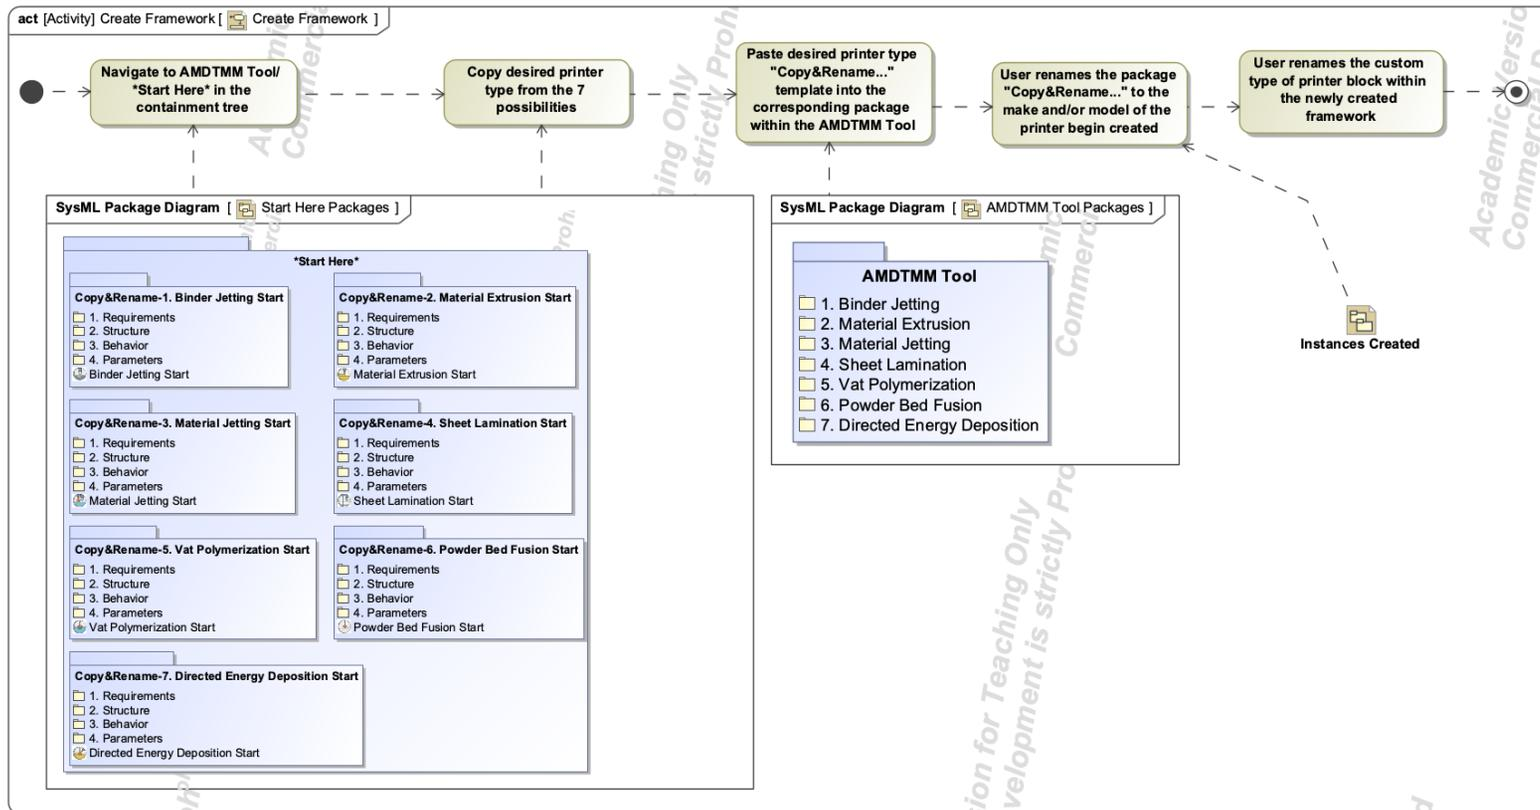 act [Activity] Create Framework [ Create Framework ]
Navigate to AMDTMM Tool/
*Start Here* in the
containment tree
Copy desired printer
type from the 7
possibilities
Paste desired printer type
"Copy&Rename..."
template into the
corresponding package
within the AMDTMM Tool
User renames the package
"Copy&Rename..." to the
make and/or model of the
printer begin created
User renames the custom
type of printer block within
the newly created
framework
SysML Package Diagram [ Start Here Packages ]
*Start Here*
Copy&Rename-1. Binder Jetting Start
1. Requirements
2. Structure
3. Behavior
4. Parameters
Binder Jetting Start
Copy&Rename-2. Material Extrusion Start
1. Requirements
2. Structure
3. Behavior
4. Parameters
Material Extrusion Start
Copy&Rename-3. Material Jetting Start
1. Requirements
2. Structure
3. Behavior
4. Parameters
Material Jetting Start
Copy&Rename-4. Sheet Lamination Start
1. Requirements
2. Structure
3. Behavior
4. Parameters
Sheet Lamination Start
Copy&Rename-5. Vat Polymerization Start
1. Requirements
2. Structure
3. Behavior
4. Parameters
Vat Polymerization Start
Copy&Rename-6. Powder Bed Fusion Start
1. Requirements
2. Structure
3. Behavior
4. Parameters
Powder Bed Fusion Start
Copy&Rename-7. Directed Energy Deposition Start
1. Requirements
2. Structure
3. Behavior
4. Parameters
Directed Energy Deposition Start
SysML Package Diagram [ AMDTMM Tool Packages ]
AMDTMM Tool
1. Binder Jetting
2. Material Extrusion
3. Material Jetting
4. Sheet Lamination
5. Vat Polymerization
6. Powder Bed Fusion
7. Directed Energy Deposition
Instances Created
for Teaching Only
is strictly